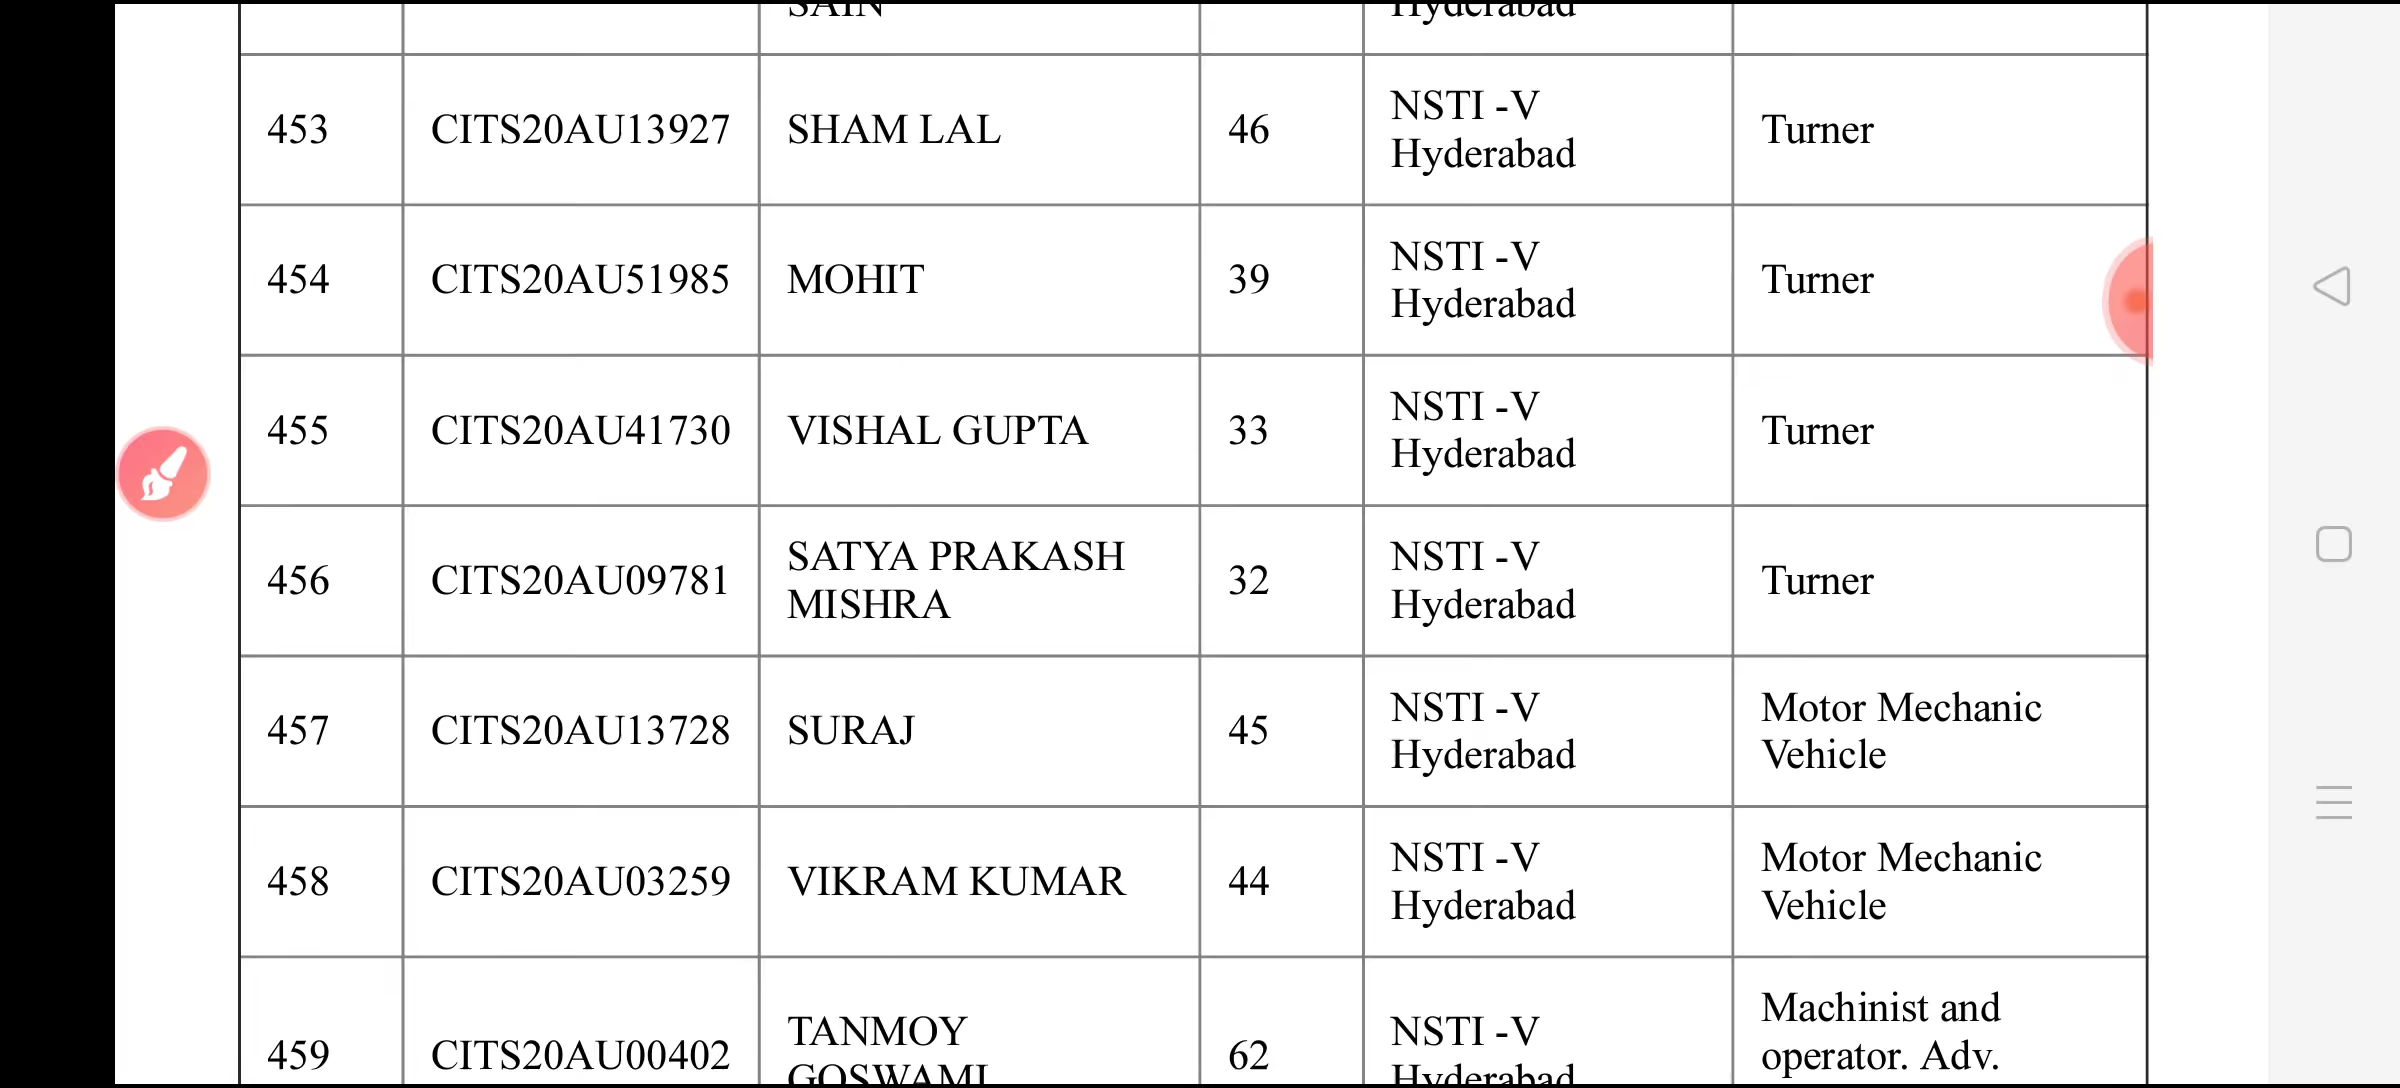 SAIN
Hyderabad
453
CITS20AU13927
SHAM LAL
46
NSTI -V
Hyderabad
Turner
454
CITS20AU51985
MOHIT
39
NSTI -V
Hyderabad
Turner
455
CITS20AU41730
VISHAL GUPTA
33
NSTI -V
Hyderabad
Turner
456
CITS20AU09781
SATYA PRAKASH
MISHRA
32
NSTI -V
Hyderabad
Turner
457
CITS20AU13728
SURAJ
45
NSTI -V
Hyderabad
Motor Mechanic
Vehicle
458
CITS20AU03259
VIKRAM KUMAR
44
NSTI -V
Hyderabad
Motor Mechanic
Vehicle
459
CITS20AU00402
TANMOY
GOSWAMI
62
NSTI -V
Hyderabad
Machinist and
operator. Adv.